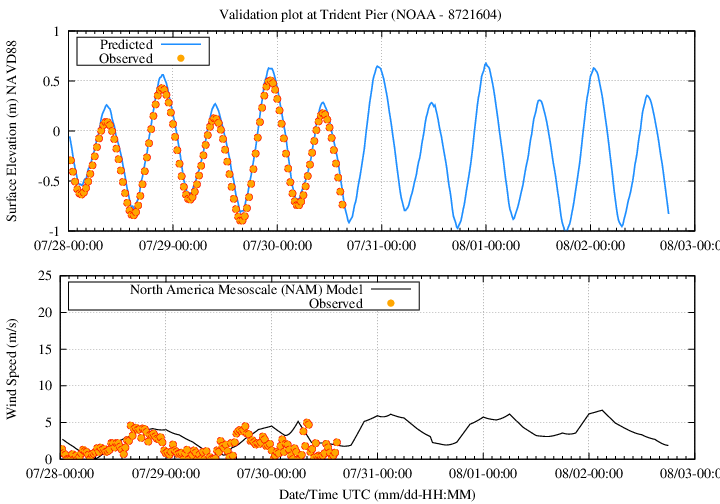 Validation plot at Trident Pier (NOAA - 8721604)
Surface Elevation (m) NAVD88
Predicted
Observed
1
0.5
0
-0.5
-1
07/28-00:00 07/29-00:00 07/30-00:00 07/31-00:00 08/01-00:00 08/02-00:00 08/03-00:0
Wind Speed (m/s)
North America Mesoscale (NAM) Model
Observed
25
20
15
10
5
0
07/28-00:00 07/29-00:00 07/30-00:00 07/31-00:00 08/01-00:00 08/02-00:00 08/03-00:0
Date/Time UTC (mm/dd-HH:MM)